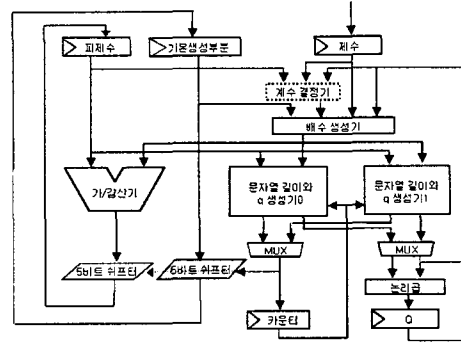 피제수
기몫생성부분
제수
계수 결정기
배수 생성기
가/감산기
문자열 길이와
q 생성기0
문자열 길이와
q 생성기1
MUX
MUX
5비트 쉬프터
6비트 쉬프터
논리곱
카운터
Q